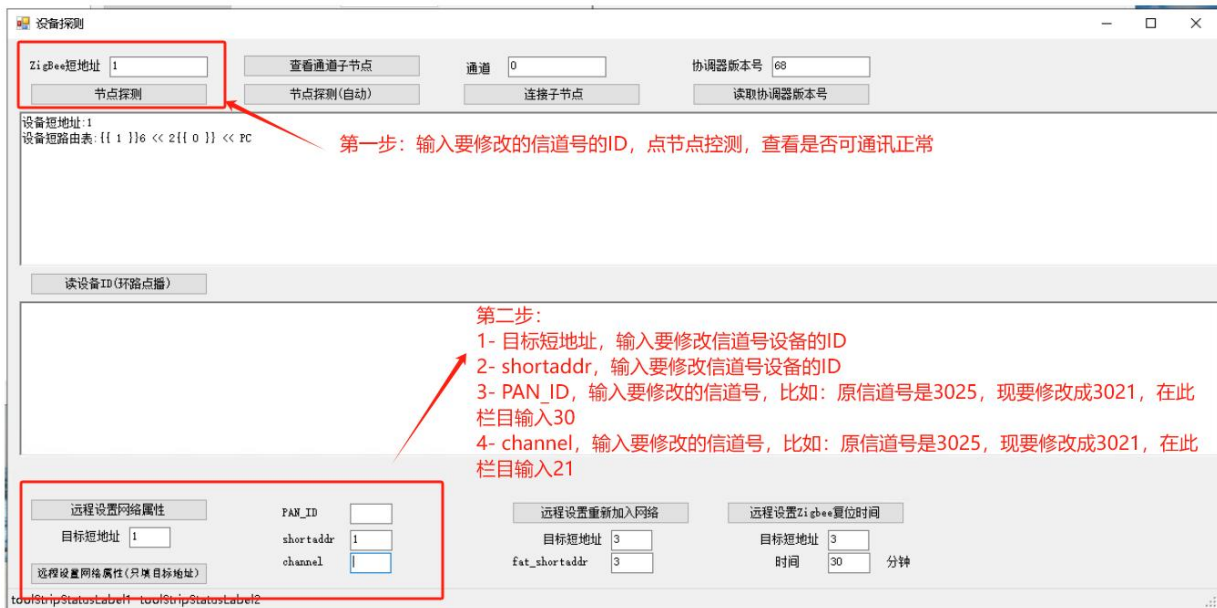 设备探测
ZigBee短地址 1 查看通道子节点 通道 0 协调器版本号 68
节点探测 节点探测(自动) 连接子节点 读取协调器版本号
设备短地址:1
设备短路由表:{{ 1 }}6 << 2{{ 0 }} << PC
第一步：输入要修改的信道号的ID，点节点控测，查看是否可通讯正常
读设备ID(环路点播)
第二步：
1- 目标短地址，输入要修改信道号设备的ID
2- shortaddr，输入要修改信道号设备的ID
3- PAN_ID，输入要修改的信道号，比如：原信道号是3025，现要修改成3021，在此
栏目输入30
4- channel，输入要修改的信道号，比如：原信道号是3025，现要修改成3021，在此
栏目输入21
远程设置网络属性 PAN_ID 远程设置重新加入网络 远程设置Zigbee复位时间
目标短地址 1 shortaddr 1 目标短地址 3 目标短地址 3
channel fat_shortaddr 3 时间 30 分钟
远程设置网络属性(只填目标地址)
toolStripStatusLabel1 toolStripStatusLabel2